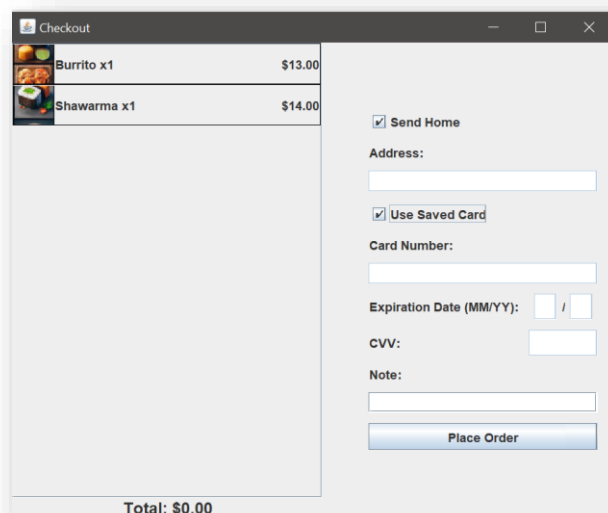 Checkout
Burrito x1 $13.00
Shawarma x1 $14.00
Send Home
Address:
Use Saved Card
Card Number:
Expiration Date (MM/YY): /
CVV:
Note:
Place Order
Total: $0.00